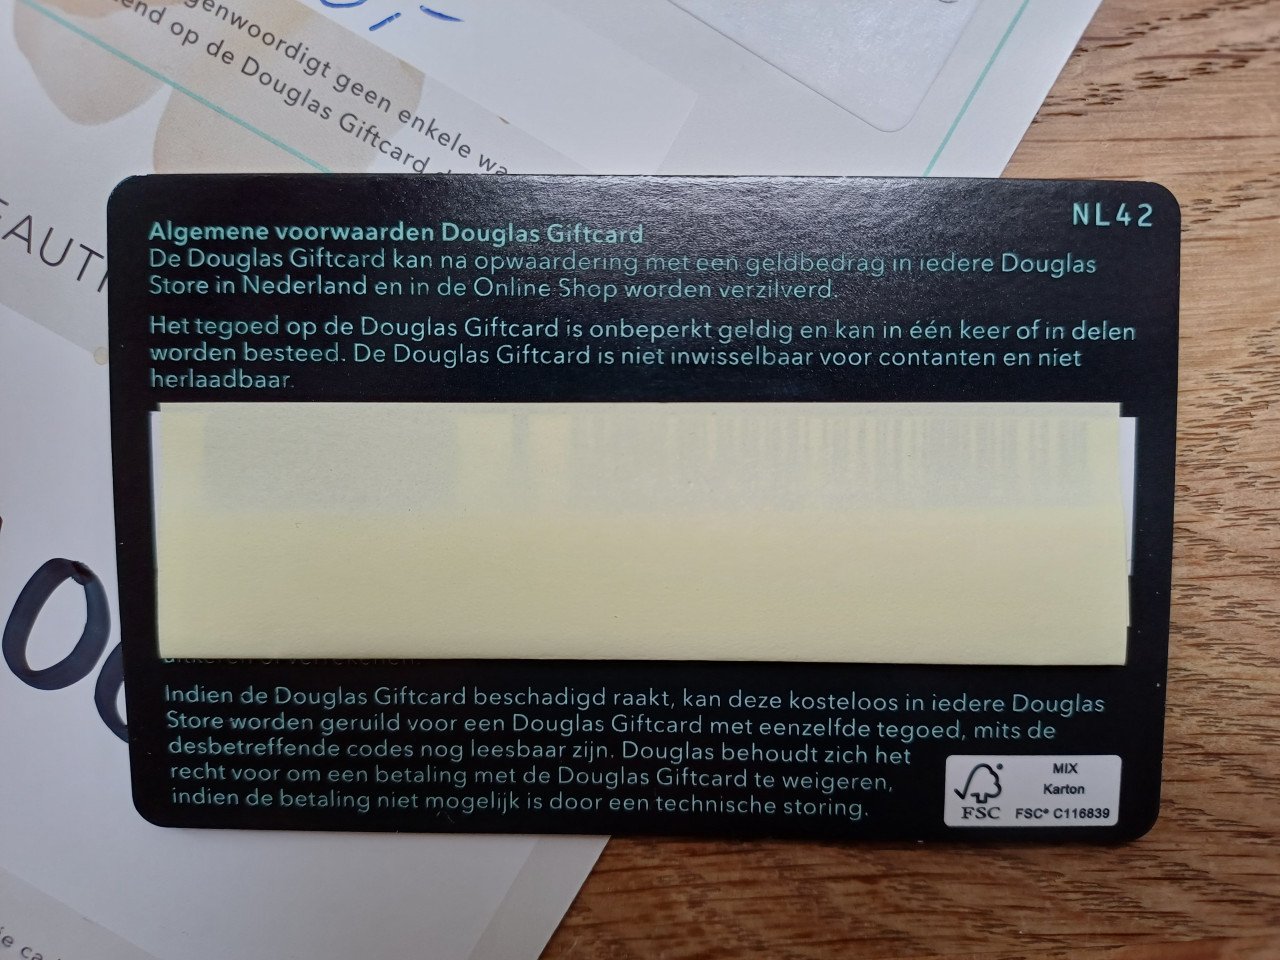 genwoordigt geen enkele wa
end op de Douglas Giftcard
EAUT
NL42
Algemene voorwaarden Douglas Giftcard
De Douglas Giftcard kan na opwaardering met een geldbedrag in iedere Douglas
Store in Nederland en in de Online Shop worden verzilverd.
Het tegoed op de Douglas Giftcard is onbeperkt geldig en kan in één keer of in delen
worden besteed. De Douglas Giftcard is niet inwisselbaar voor contanten en niet
herlaadbaar.
Indien de Douglas Giftcard beschadigd raakt, kan deze kosteloos in iedere Douglas
Store worden geruild voor een Douglas Giftcard met eenzelfde tegoed, mits de
desbetreffende codes nog leesbaar zijn. Douglas behoudt zich het
recht voor om een betaling met de Douglas Giftcard te weigeren,
indien de betaling niet mogelijk is door een technische storing.
MIX
Karton
FSC
FSC® C116839